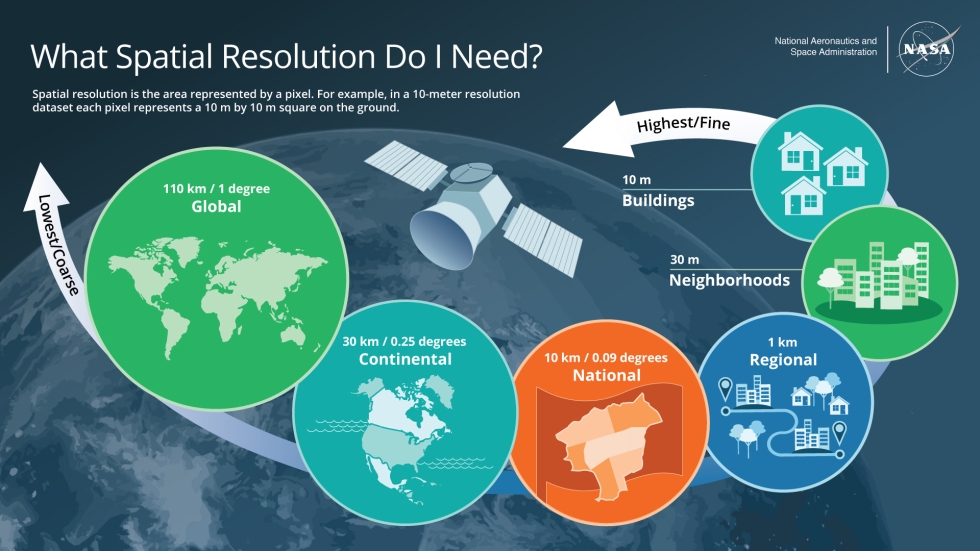 What Spatial Resolution Do I Need?
Spatial resolution is the area represented by a pixel. For example, in a 10-meter resolution
dataset each pixel represents a 10 m by 10 m square on the ground.
National Aeronautics and
Space Administration
NASA
Highest/Fine
10 m
Buildings
30 m
Neighborhoods
1 km
Regional
10 km / 0.09 degrees
National
30 km / 0.25 degrees
Continental
110 km / 1 degree
Global
Lowest/Coarse